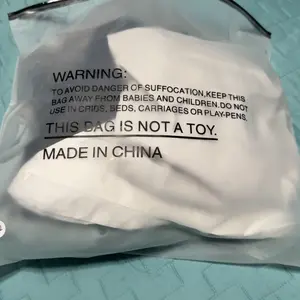 WARNING:
TO AVOID DANGER OF SUFFOCATION,KEEP THIS
BAG AWAY FROM BABIES AND CHILDREN. DO NOT
USE IN CRIBS, BEDS, CARRIAGES OR PLAY-PENS.
THIS BAG IS NOT A TOY.
MADE IN CHINA